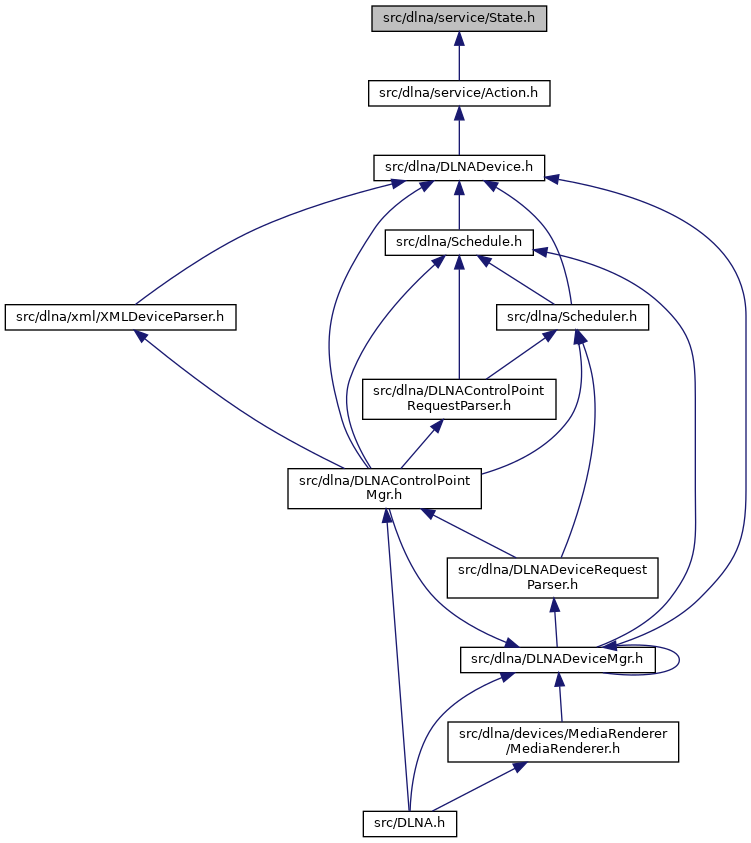 src/dlna/service/State.h
src/dlna/service/Action.h
src/dlna/DLNADevice.h
src/dlna/Schedule.h
src/dlna/xml/XMLDeviceParser.h
src/dlna/Scheduler.h
src/dlna/DLNAControlPoint
RequestParser.h
src/dlna/DLNAControlPoint
Mgr.h
src/dlna/DLNADeviceRequest
Parser.h
src/dlna/DLNADeviceMgr.h
src/dlna/devices/MediaRenderer
/MediaRenderer.h
src/DLNA.h